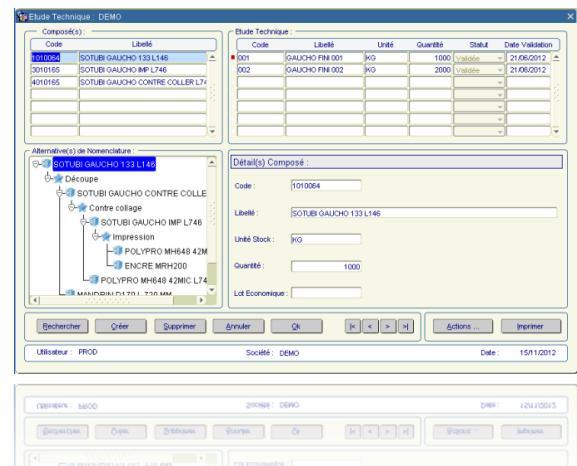 Etude Technique : DEMO
Composé(s) :
Code Libellé
1010064 SOTUBI GAUCHO 133 L146
3010165 SOTUBI GAUCHO IMP L746
4010165 SOTUBI GAUCHO CONTRE COLLER L74
Etude Technique :
Code Libellé Unité Quantité Statut Date Validation
001 GAUCHO FINI 001 KG 1000 Validée 21/06/2012
002 GAUCHO FINI 002 KG 2000 Validée 21/06/2012
Alternative(s) de Nomenclature :
SOTUBI GAUCHO 133 L146
Découpe
SOTUBI GAUCHO CONTRE COLLE
Contre collage
SOTUBI GAUCHO IMP L746
Impression
POLYPRO MH648 42M
ENCRE MRH200
POLYPRO MH648 42MIC L74
MANDRIN D170 L 720 MM
Détail(s) Composé :
Code : 1010064
Libellé : SOTUBI GAUCHO 133 L146
Unité Stock : KG
Quantité : 1000
Lot Economique :
Rechercher Créer Supprimer Annuler Ok |< < > >| Actions ... Imprimer
Utilisateur : PROD Société : DEMO Date : 15/11/2012